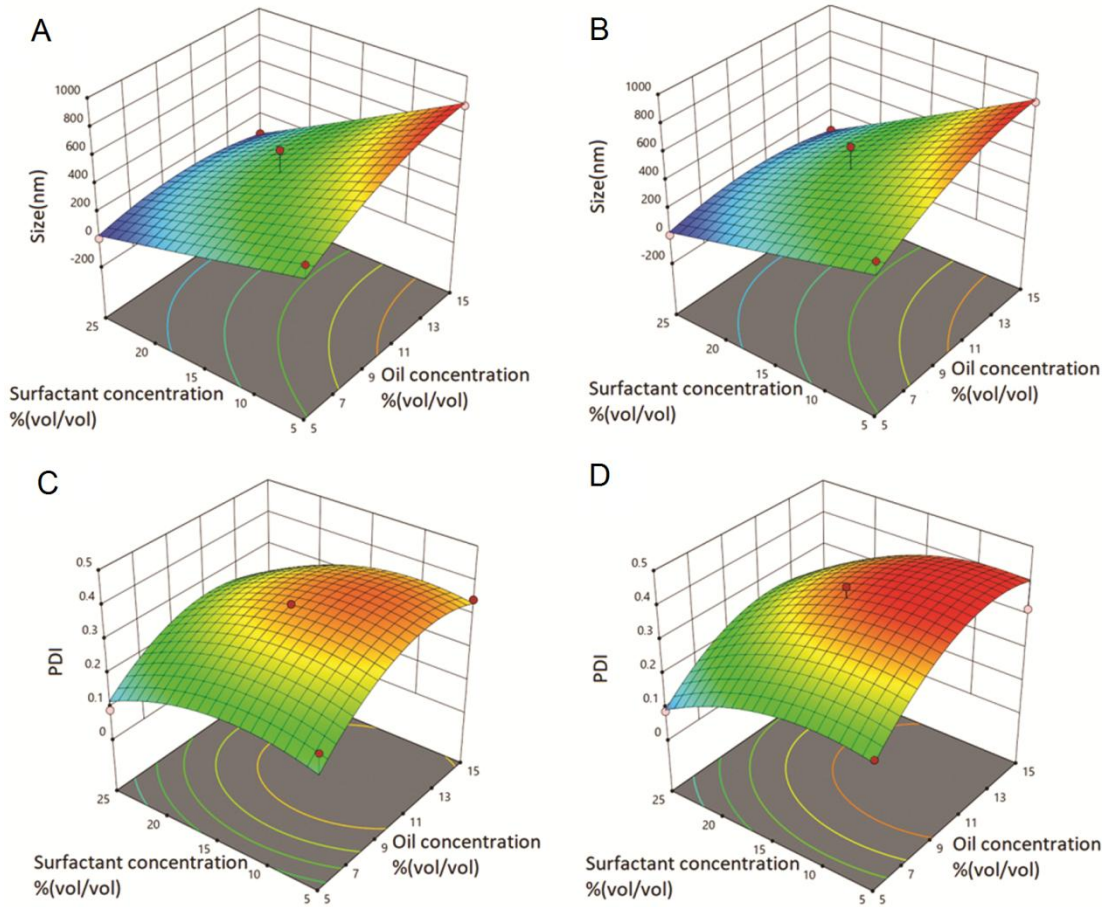 A
1000
800
600
400
200
0
-200
Size(nm)
25
20
15
10
5
5
7
9
11
13
15
Surfactant concentration
%(vol/vol)
Oil concentration
%(vol/vol)
B
1000
800
600
400
200
0
-200
Size(nm)
25
20
15
10
5
5
7
9
11
13
15
Surfactant concentration
%(vol/vol)
Oil concentration
%(vol/vol)
C
0.5
0.4
0.3
0.2
0.1
0
PDI
25
20
15
10
5
5
7
9
11
13
15
Surfactant concentration
%(vol/vol)
Oil concentration
%(vol/vol)
D
0.5
0.4
0.3
0.2
0.1
0
PDI
25
20
15
10
5
5
7
9
11
13
15
Surfactant concentration
%(vol/vol)
Oil concentration
%(vol/vol)